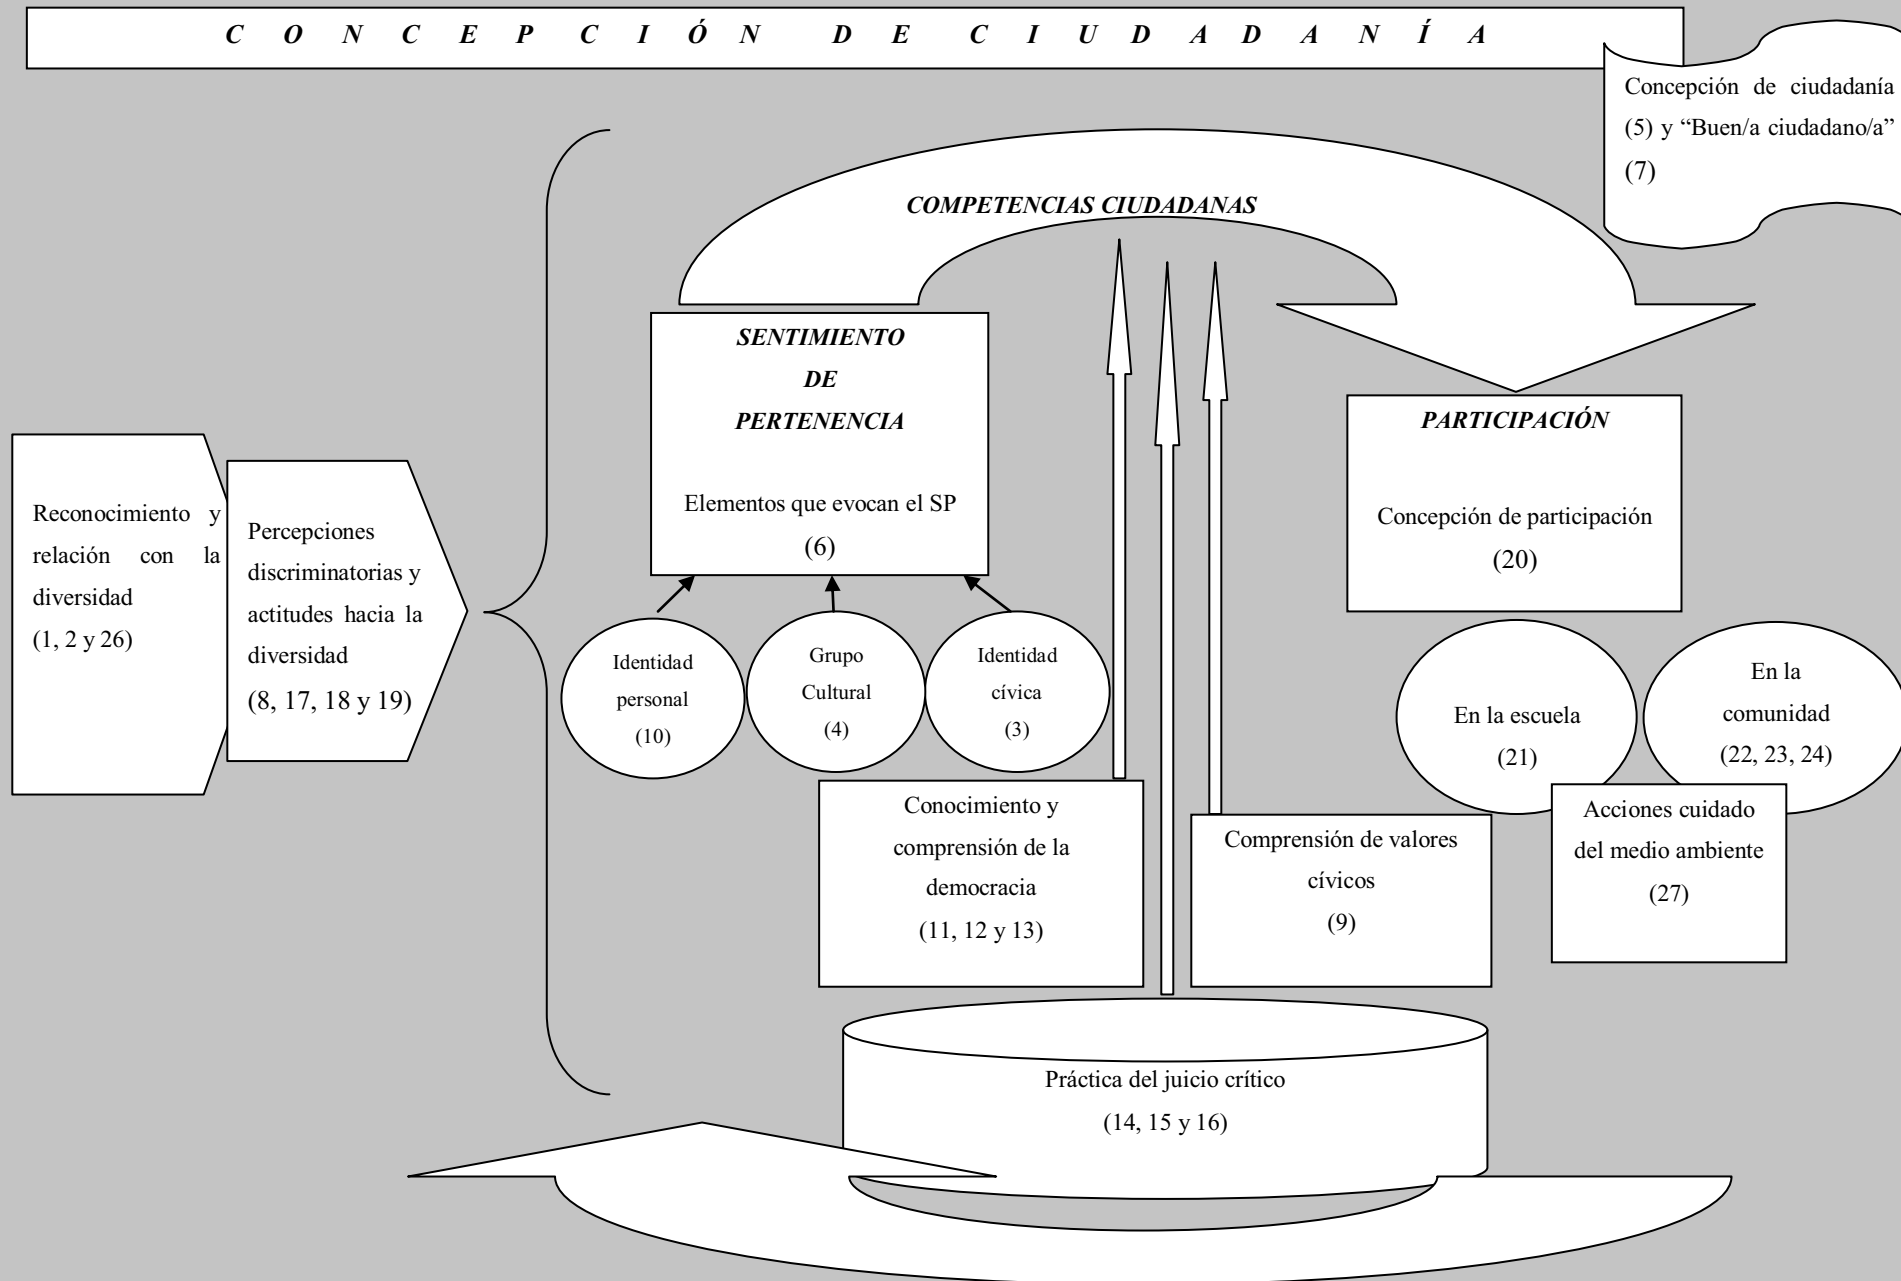 CONCEPCIÓN DE CIUDADANÍA
Concepción de ciudadanía
(5) y “Buen/a ciudadano/a”
(7)
COMPETENCIAS CIUDADANAS
SENTIMIENTO
DE
PERTENENCIA
Elementos que evocan el SP
(6)
PARTICIPACIÓN
Concepción de participación
(20)
Reconocimiento y
relación con la
diversidad
(1, 2 y 26)
Percepciones
discriminatorias y
actitudes hacia la
diversidad
(8, 17, 18 y 19)
Identidad
personal
(10)
Grupo
Cultural
(4)
Identidad
cívica
(3)
En la escuela
(21)
En la
comunidad
(22, 23, 24)
Conocimiento y
comprensión de la
democracia
(11, 12 y 13)
Comprensión de valores
cívicos
(9)
Acciones cuidado
del medio ambiente
(27)
Práctica del juicio crítico
(14, 15 y 16)